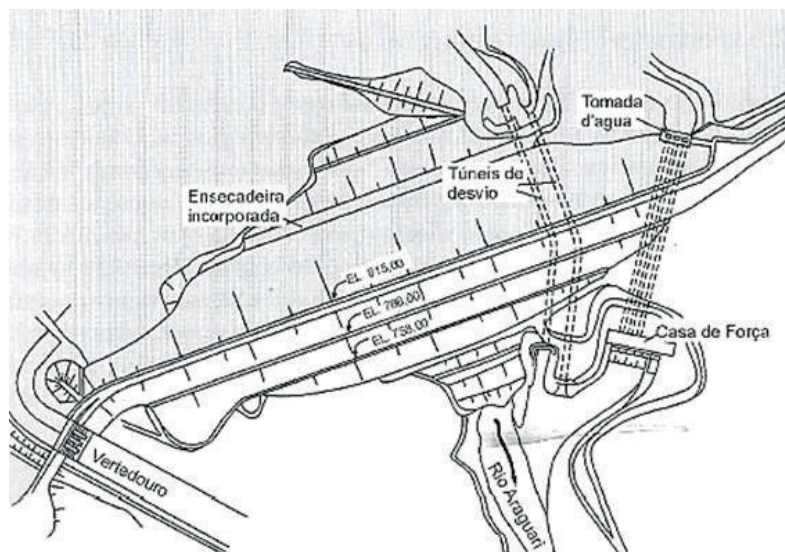 Tomada
d'agua
Túneis de
desvio
Ensecadeira
incorporada
EL 815,00
EL. 786,00
EL 758,00
Casa de Força
Vertedouro
Rio Araguari